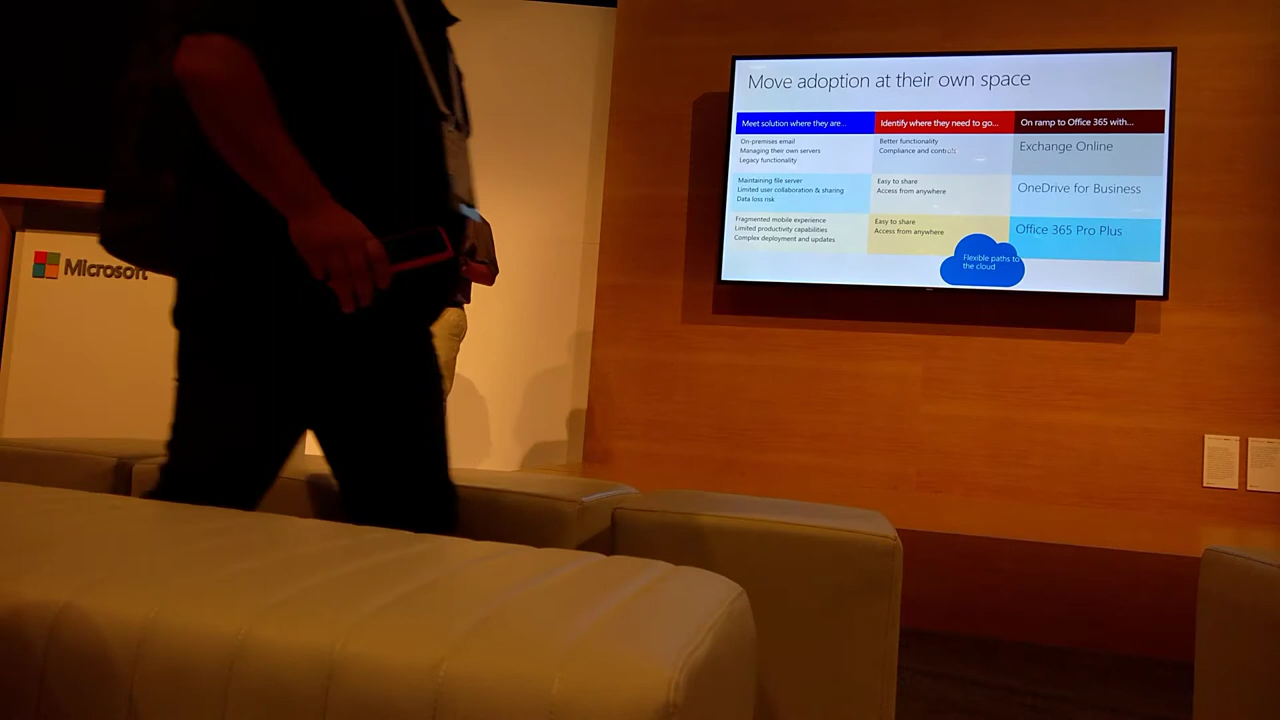 Move adoption at their own space
Meet solution where they are...
Identify where they need to go...
On ramp to Office 365 with...
On-premises email
Managing their own servers
Legacy functionality
Better functionality
Compliance and controls
Exchange Online
Maintaining file server
Limited user collaboration & sharing
Data loss risk
Easy to share
Access from anywhere
OneDrive for Business
Fragmented mobile experience
Limited productivity capabilities
Complex deployment and updates
Easy to share
Access from anywhere
Office 365 Pro Plus
Flexible paths to
the cloud
Microsoft